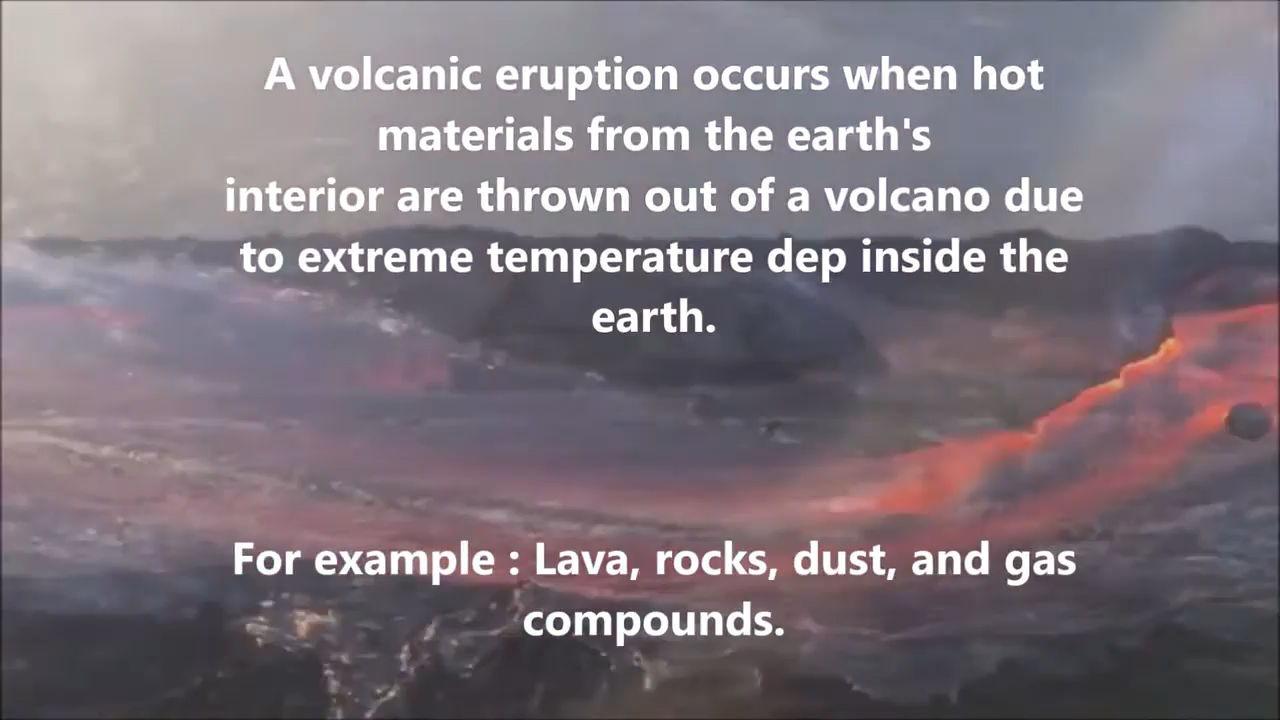 A volcanic eruption occurs when hot
materials from the earth's
interior are thrown out of a volcano due
to extreme temperature dep inside the
earth.
For example : Lava, rocks, dust, and gas
compounds.